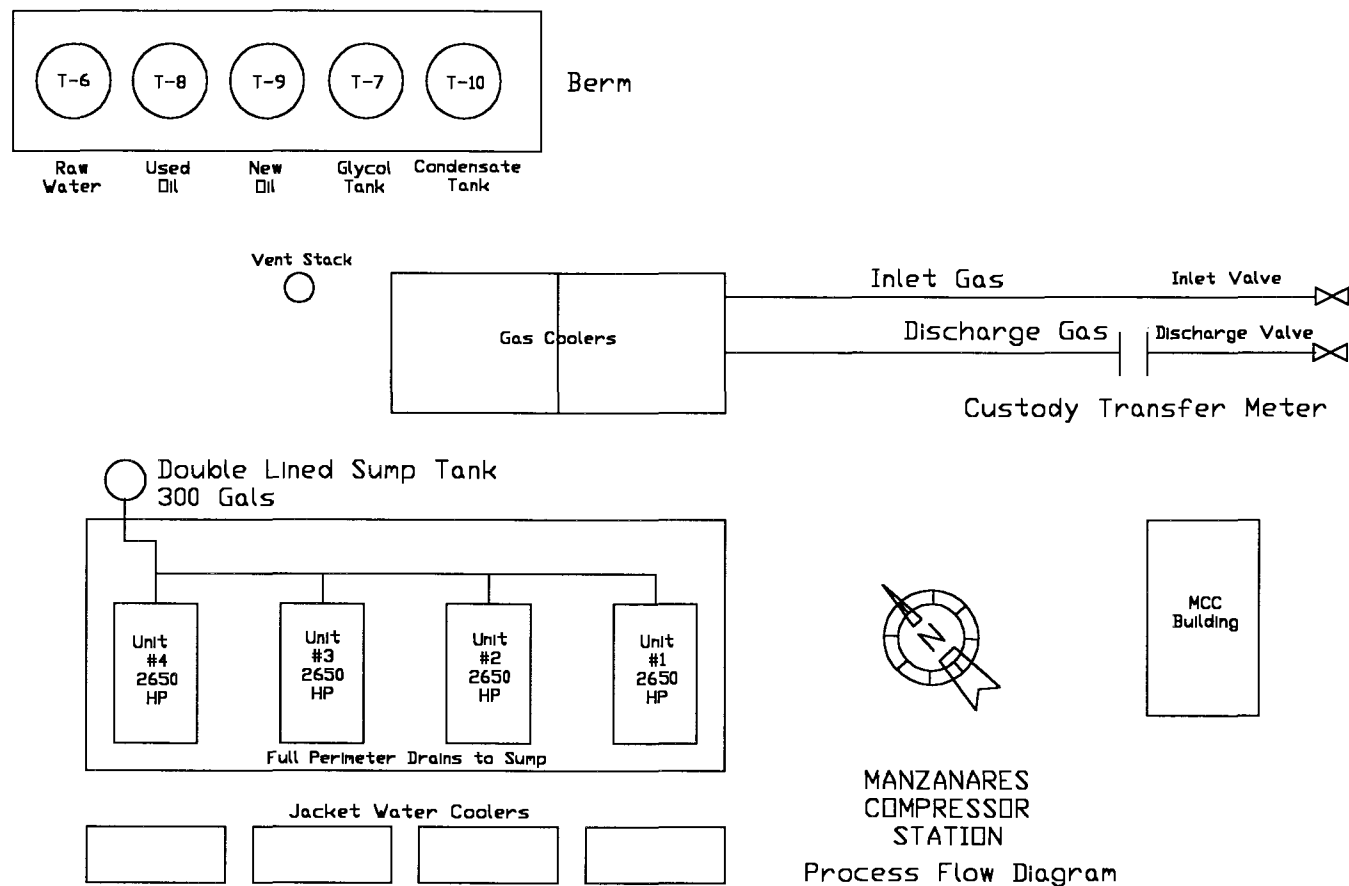 T-6 T-8 T-9 T-7 T-10
Berm
Raw Water
Used Oil
New Oil
Glycol Tank
Condensate Tank
Vent Stack
Inlet Gas
Inlet Valve
Gas Coolers
Discharge Gas
Discharge Valve
Custody Transfer Meter
Double Lined Sump Tank
300 Gals
Unit
#4
2650
HP
Unit
#3
2650
HP
Unit
#2
2650
HP
Unit
#1
2650
HP
Full Perimeter Drains to Sump
N
MCC
Building
Jacket Water Coolers
MANZANARES
COMPRESSOR
STATION
Process Flow Diagram